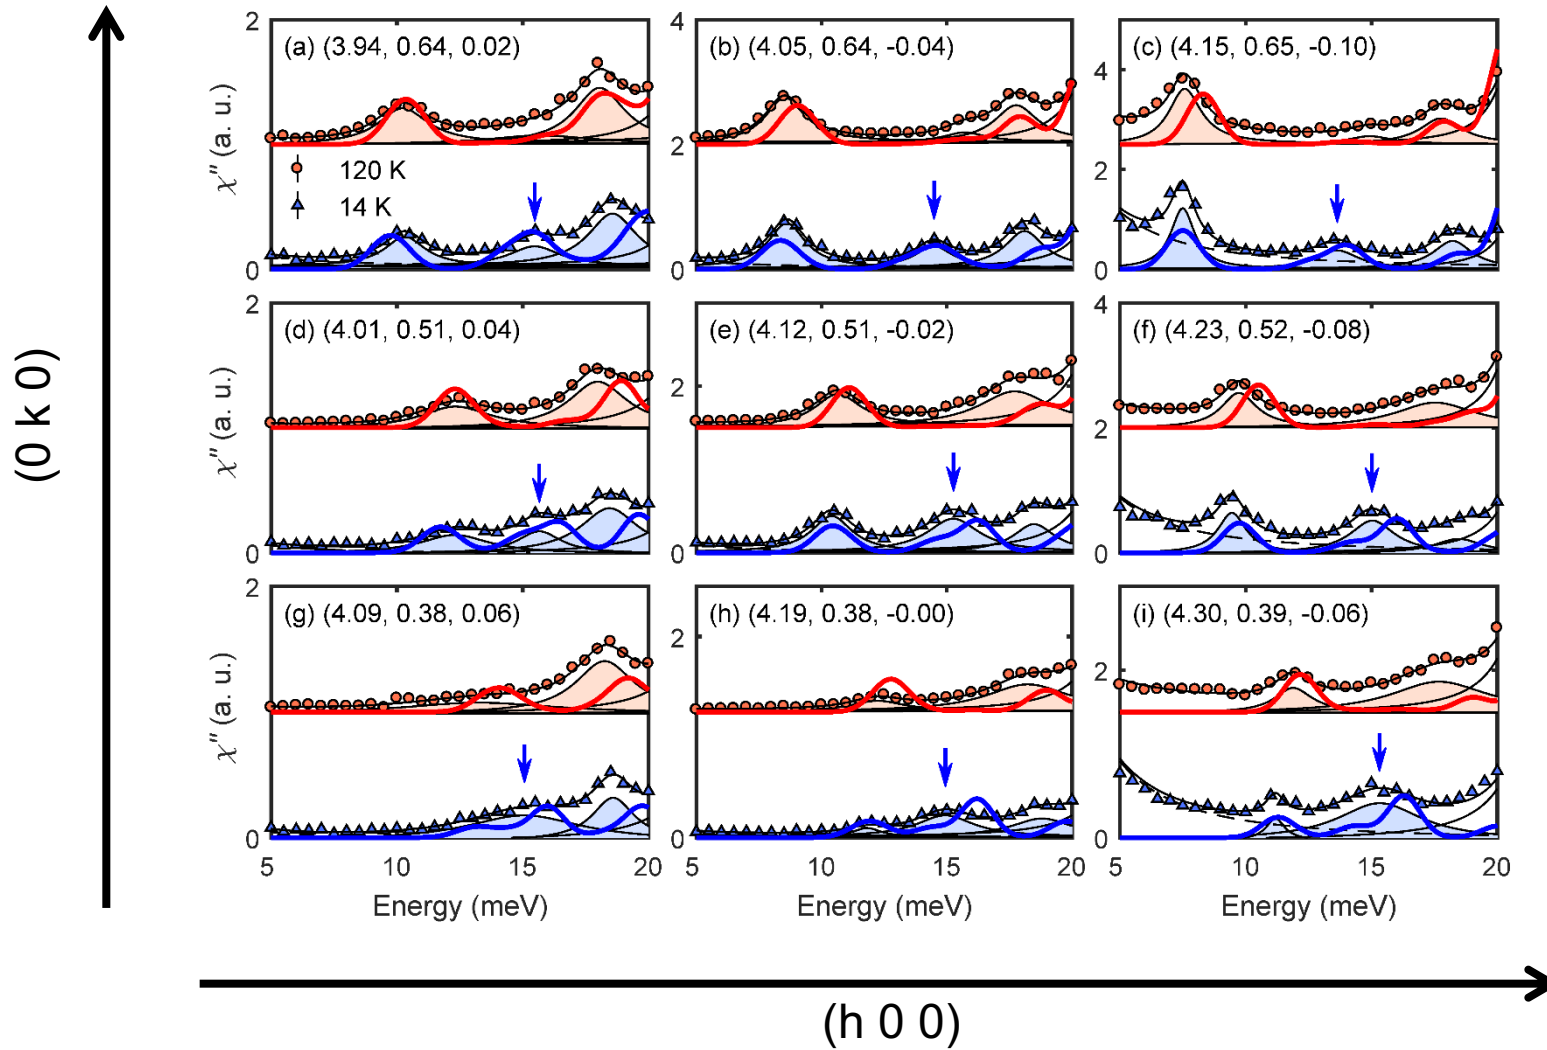 (0 k 0)
2
(a) (3.94, 0.64, 0.02)
χ″ (a. u.)
120 K
14 K
0
4
(b) (4.05, 0.64, -0.04)
2
0
(c) (4.15, 0.65, -0.10)
4
2
0
2
(d) (4.01, 0.51, 0.04)
χ″ (a. u.)
0
(e) (4.12, 0.51, -0.02)
2
0
4
(f) (4.23, 0.52, -0.08)
2
0
2
(g) (4.09, 0.38, 0.06)
χ″ (a. u.)
0
5 10 15 20
Energy (meV)
(h) (4.19, 0.38, -0.00)
2
0
5 10 15 20
Energy (meV)
(i) (4.30, 0.39, -0.06)
2
0
5 10 15 20
Energy (meV)
(h 0 0)